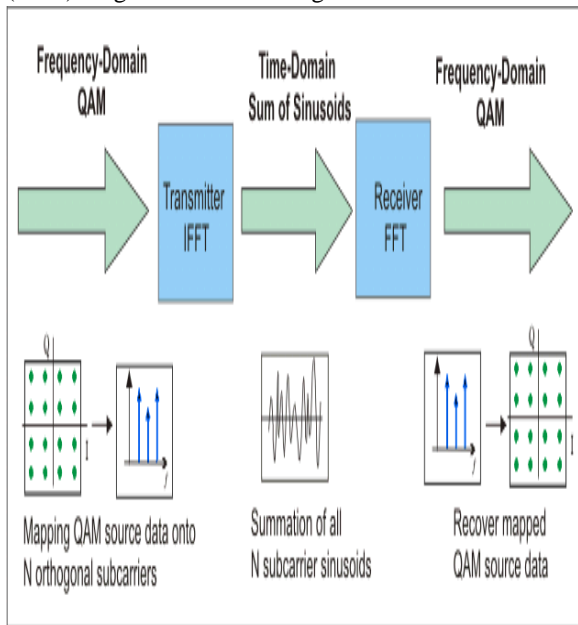 Frequency-Domain
QAM
Time-Domain
Sum of Sinusoids
Frequency-Domain
QAM
Transmitter
IFFT
Receiver
FFT
Q
I
f
f
Q
I
Mapping QAM source data onto
N orthogonal subcarriers
Summation of all
N subcarrier sinusoids
Recover mapped
QAM source data